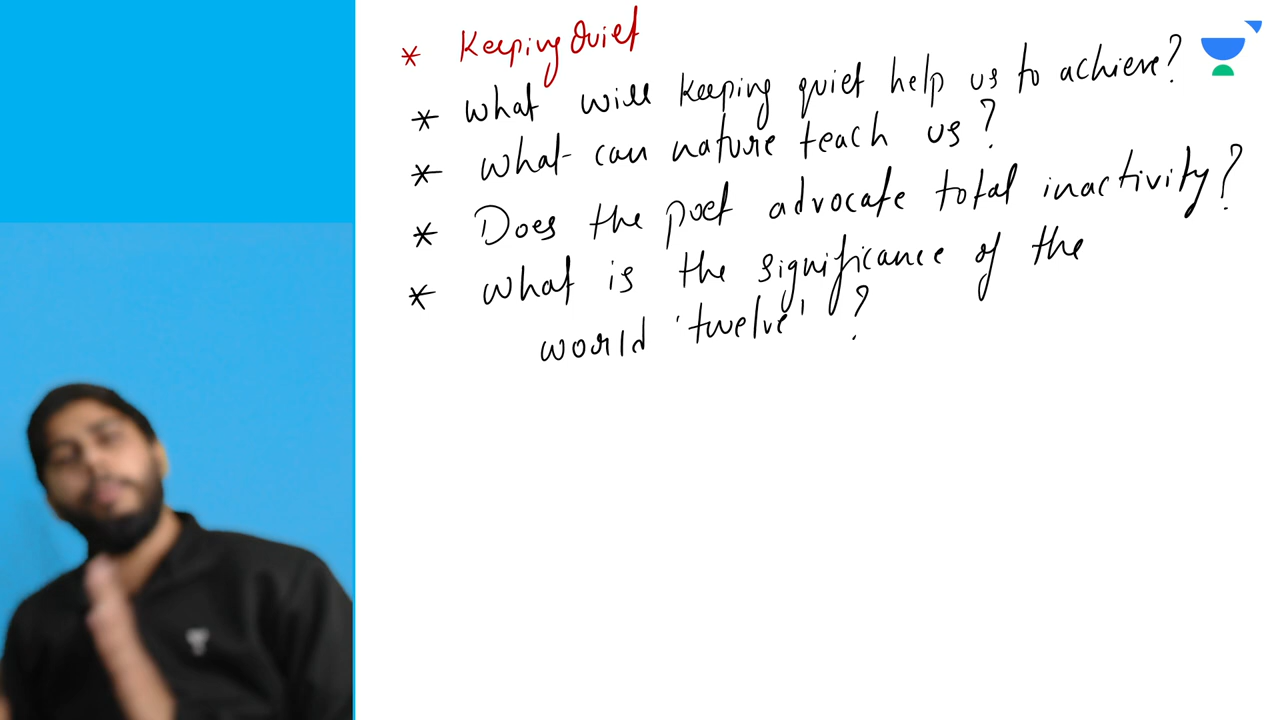 * Keeping Quiet
* what will keeping quiet help us to achieve?
* what can nature teach us?
* Does the poet advocate total inactivity?
* what is the significance of the
world 'twelve' ?